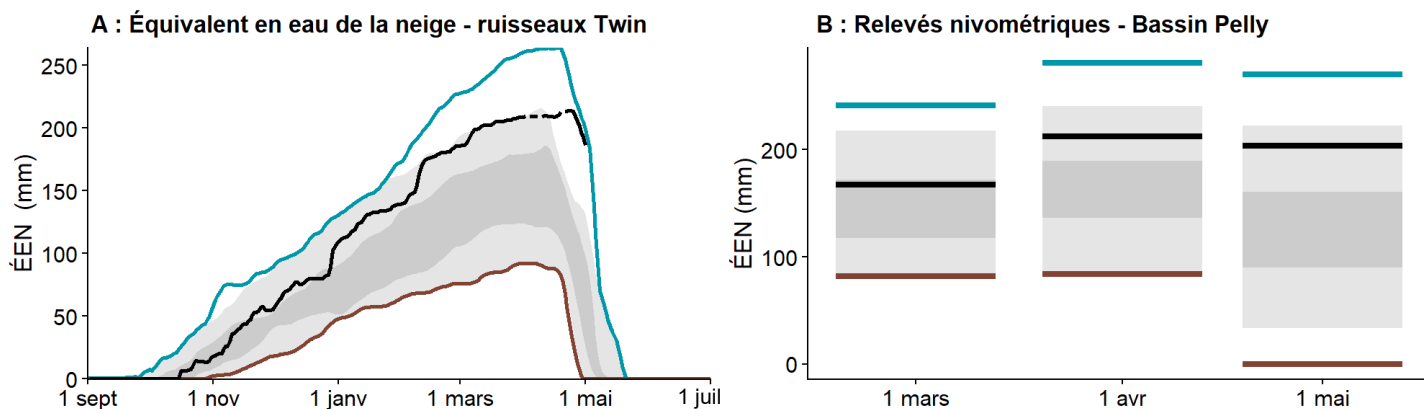 A : Équivalent en eau de la neige - ruisseaux Twin
ÉEN (mm)
250
200
150
100
50
0
1 sept
1 nov
1 janv
1 mars
1 mai
1 juil
B : Relevés nivométriques - Bassin Pelly
ÉEN (mm)
200
100
0
1 mars
1 avr
1 mai